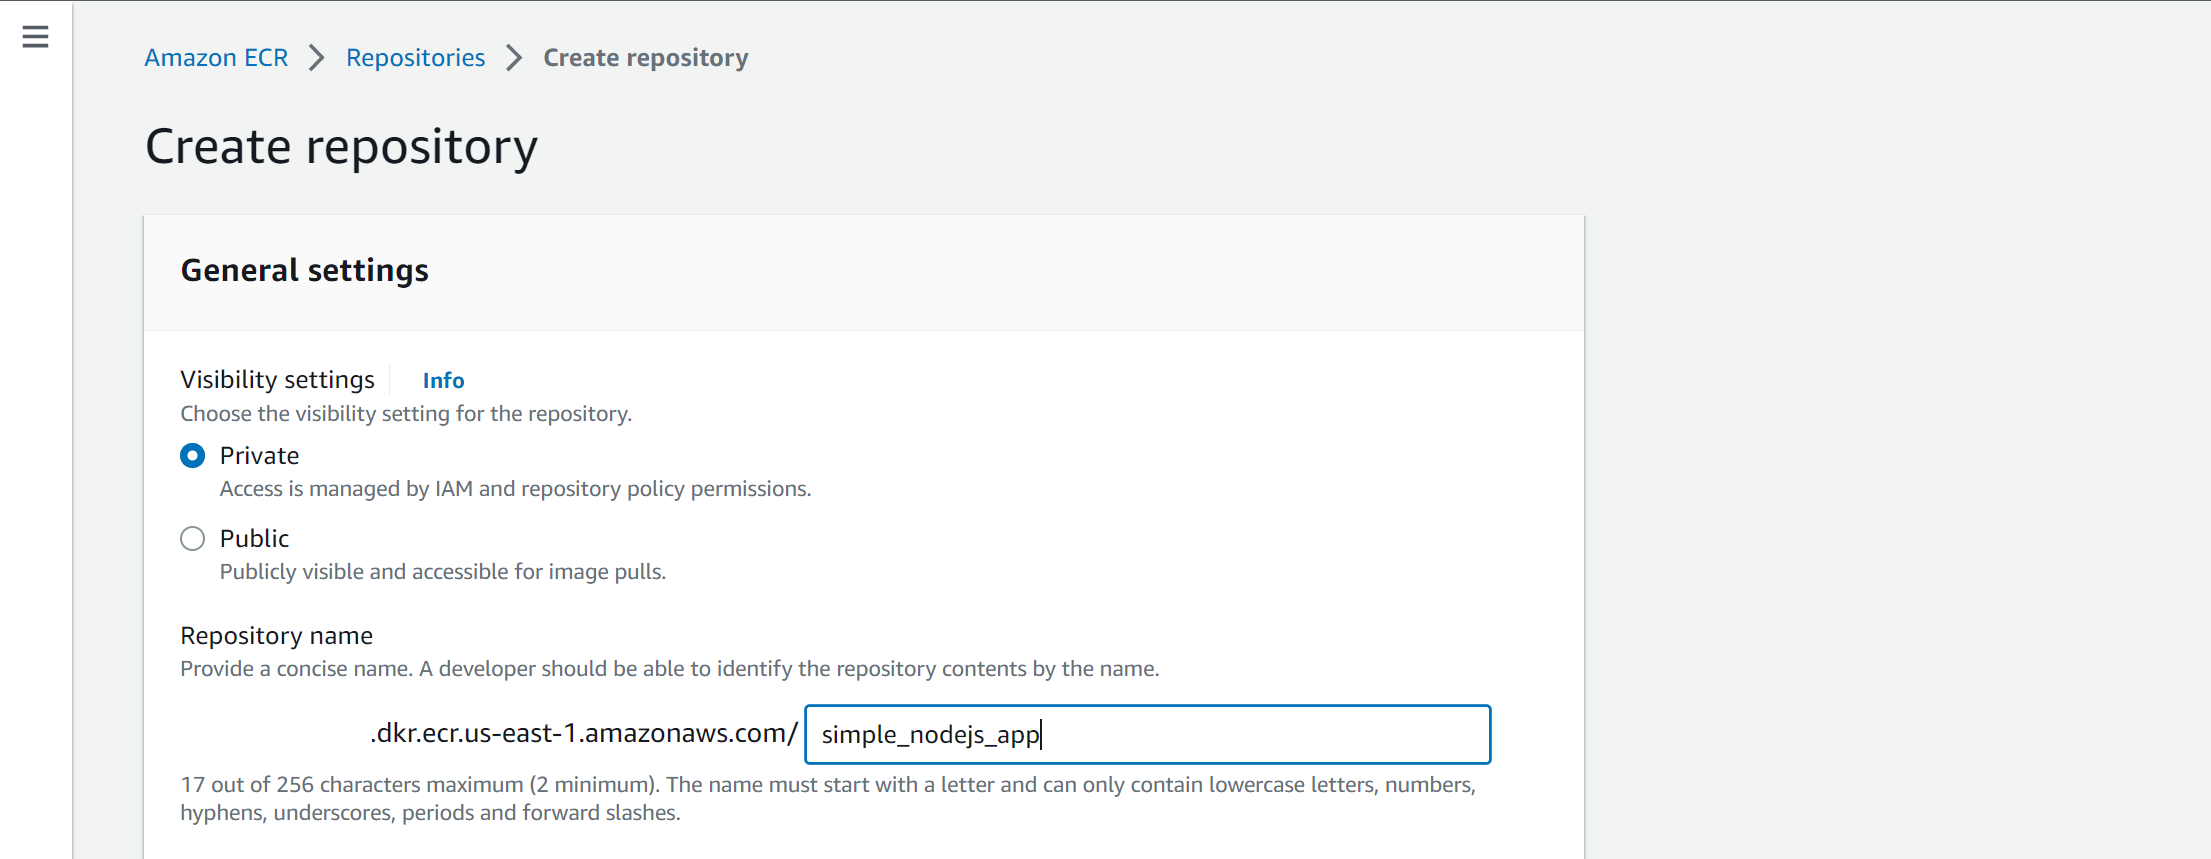 Amazon ECR > Repositories > Create repository
Create repository
General settings
Visibility settings Info
Choose the visibility setting for the repository.
Private
Access is managed by IAM and repository policy permissions.
Public
Publicly visible and accessible for image pulls.
Repository name
Provide a concise name. A developer should be able to identify the repository contents by the name.
.dkr.ecr.us-east-1.amazonaws.com/ simple_nodejs_app
17 out of 256 characters maximum (2 minimum). The name must start with a letter and can only contain lowercase letters, numbers,
hyphens, underscores, periods and forward slashes.